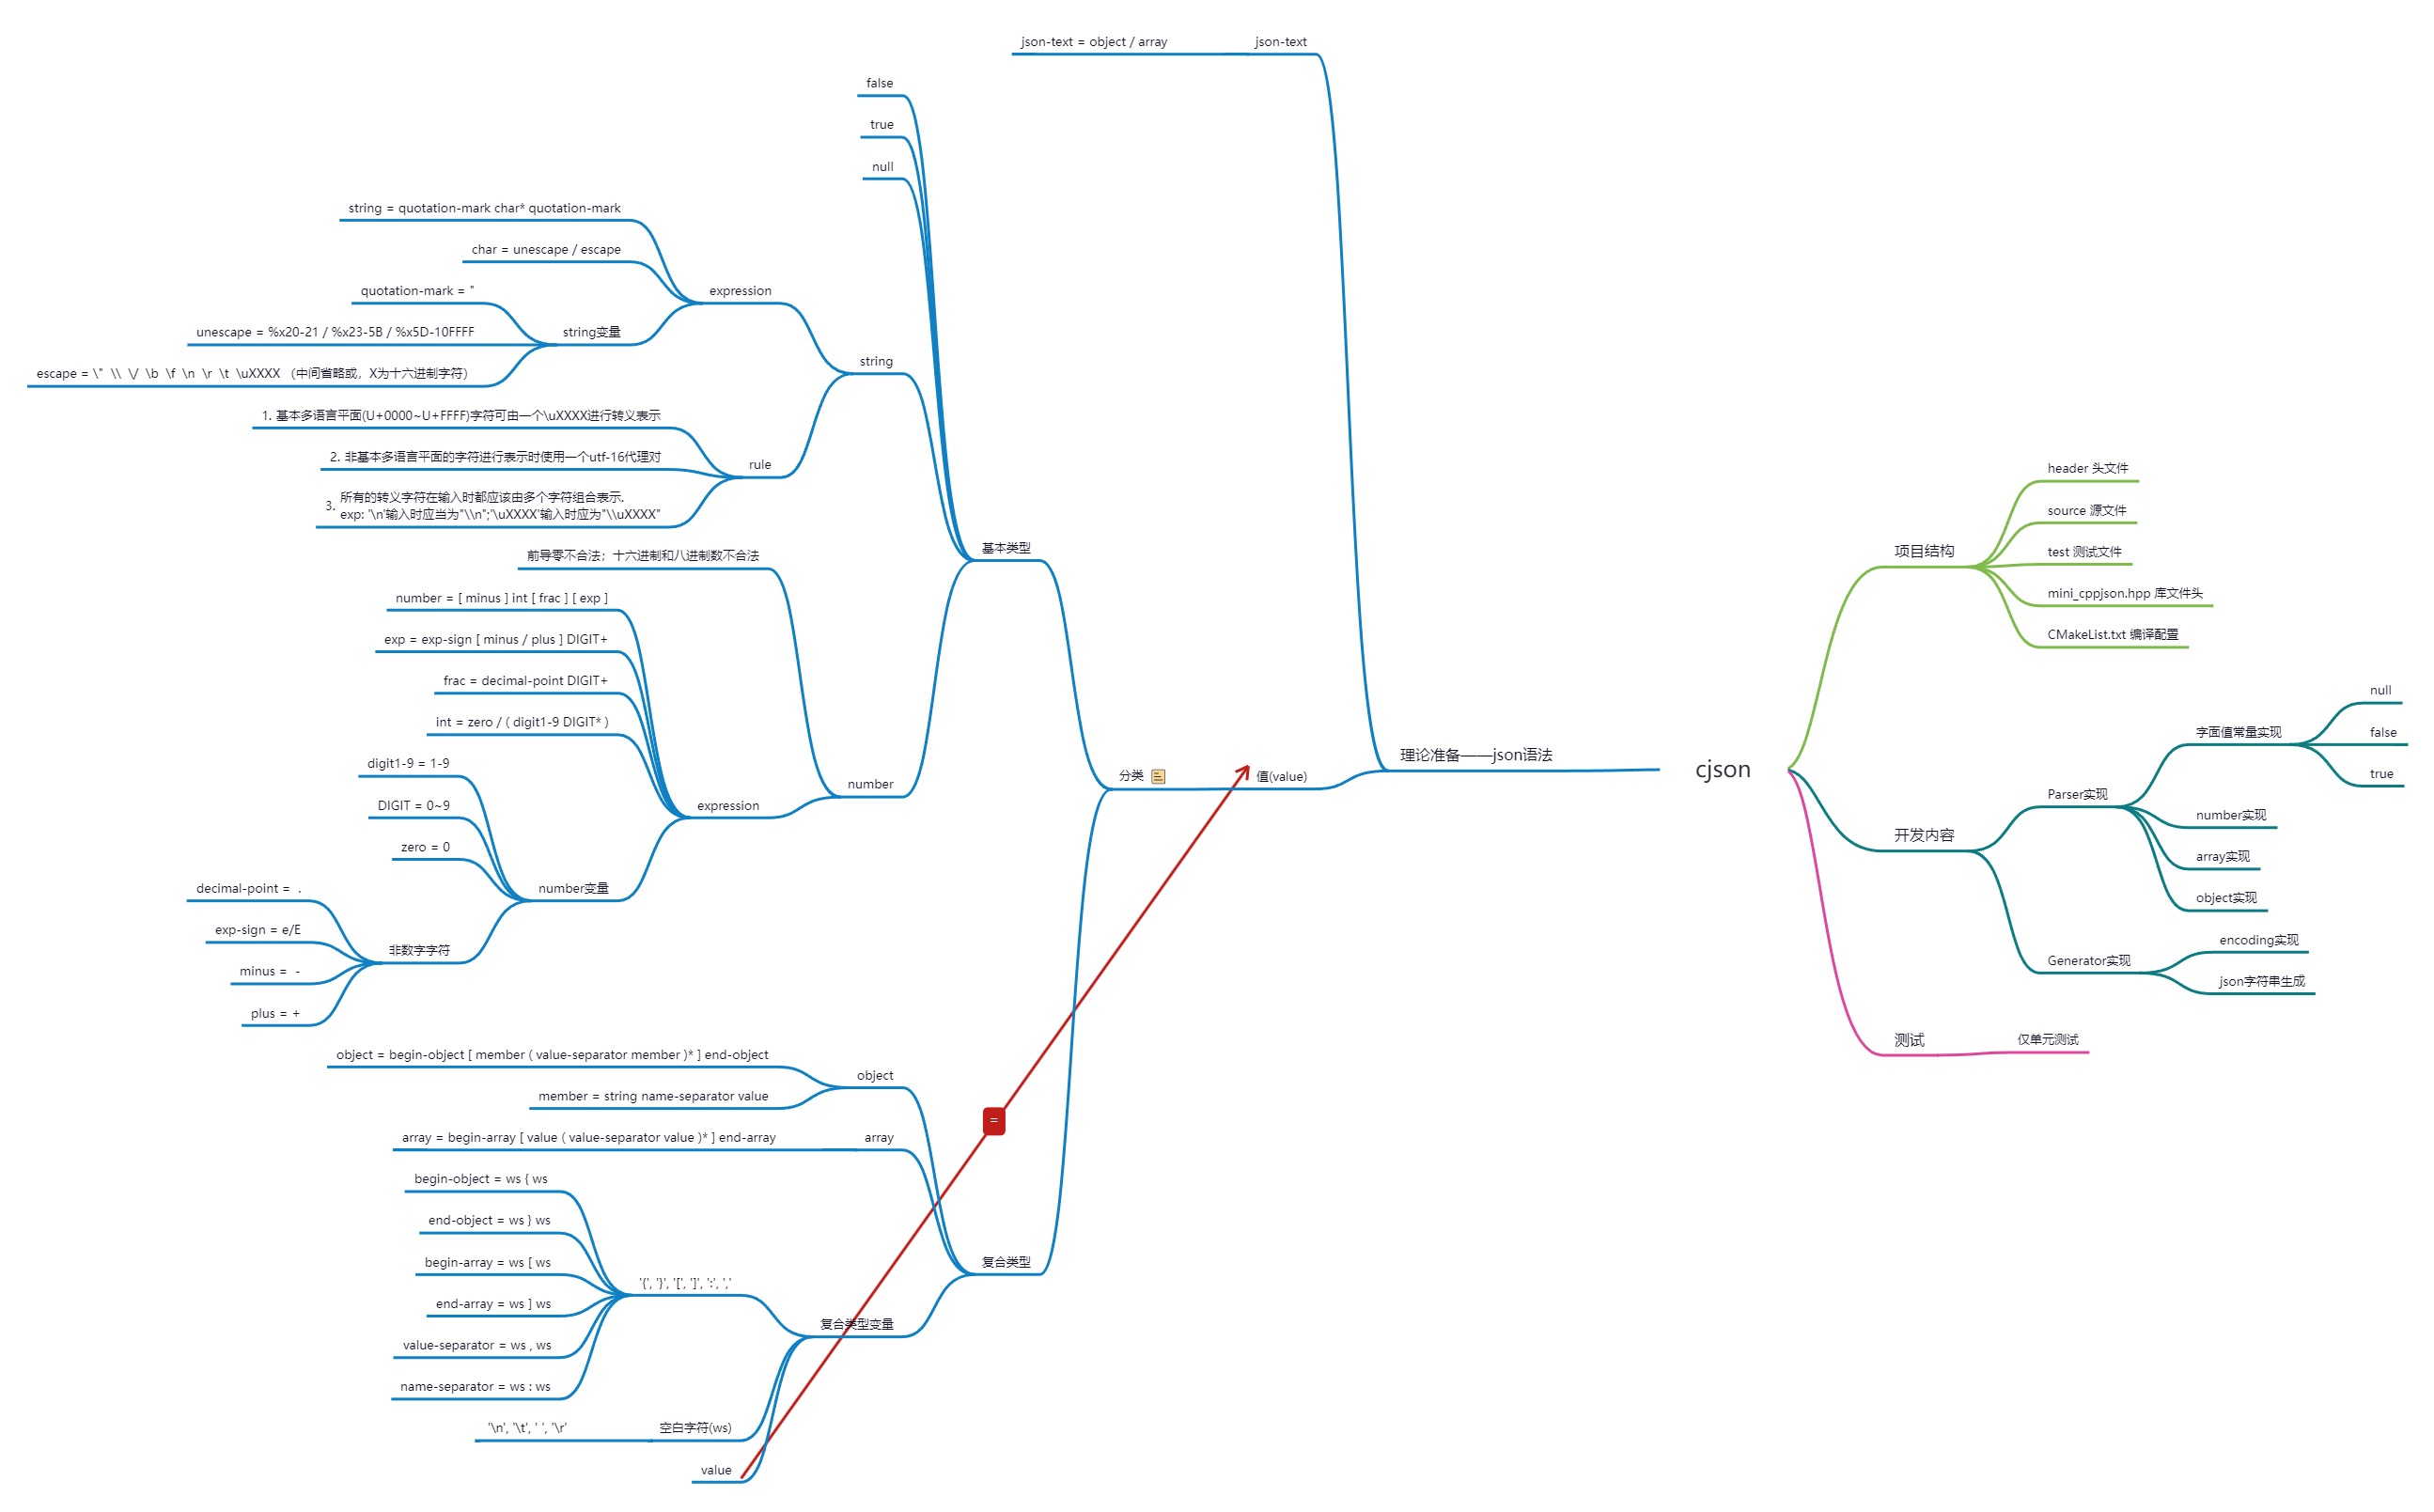 json-text = object / array
json-text
false
true
null
string = quotation-mark char* quotation-mark
char = unescape / escape
quotation-mark = "
unescape = %x20-21 / %x23-5B / %x5D-10FFFF
escape = \" \\ \/ \b \f \n \r \t \uXXXX （中间省略或，X为十六进制字符）
string变量
expression
string
1. 基本多语言平面(U+0000~U+FFFF)字符可由一个\uXXXX进行转义表示
2. 非基本多语言平面的字符进行表示时使用一个utf-16代理对
3. 所有的转义字符在输入时都应该由多个字符组合表示.
exp: '\n'输入时应当为"\\n";'\uXXXX'输入时应为"\\uXXXX"
rule
基本类型
前导零不合法；十六进制和八进制数不合法
number = [ minus ] int [ frac ] [ exp ]
exp = exp-sign [ minus / plus ] DIGIT+
frac = decimal-point DIGIT+
int = zero / ( digit1-9 DIGIT* )
digit1-9 = 1-9
DIGIT = 0~9
zero = 0
decimal-point = .
exp-sign = e/E
minus = -
plus = +
非数字字符
number变量
expression
number
分类
值(value)
理论准备——json语法
cjson
object = begin-object [ member ( value-separator member )* ] end-object
member = string name-separator value
object
array = begin-array [ value ( value-separator value )* ] end-array
array
=
begin-object = ws { ws
end-object = ws } ws
begin-array = ws [ ws
end-array = ws ] ws
value-separator = ws , ws
name-separator = ws : ws
'{', '}', '[', ']', ':', ','
复合类型
复合类型变量
'\n', '\t', ' ', '\r'
空白字符(ws)
value
项目结构
header 头文件
source 源文件
test 测试文件
mini_cppjson.hpp 库文件头
CMakeList.txt 编译配置
开发内容
Parser实现
字面值常量实现
null
false
true
number实现
array实现
object实现
Generator实现
encoding实现
json字符串生成
测试
仅单元测试